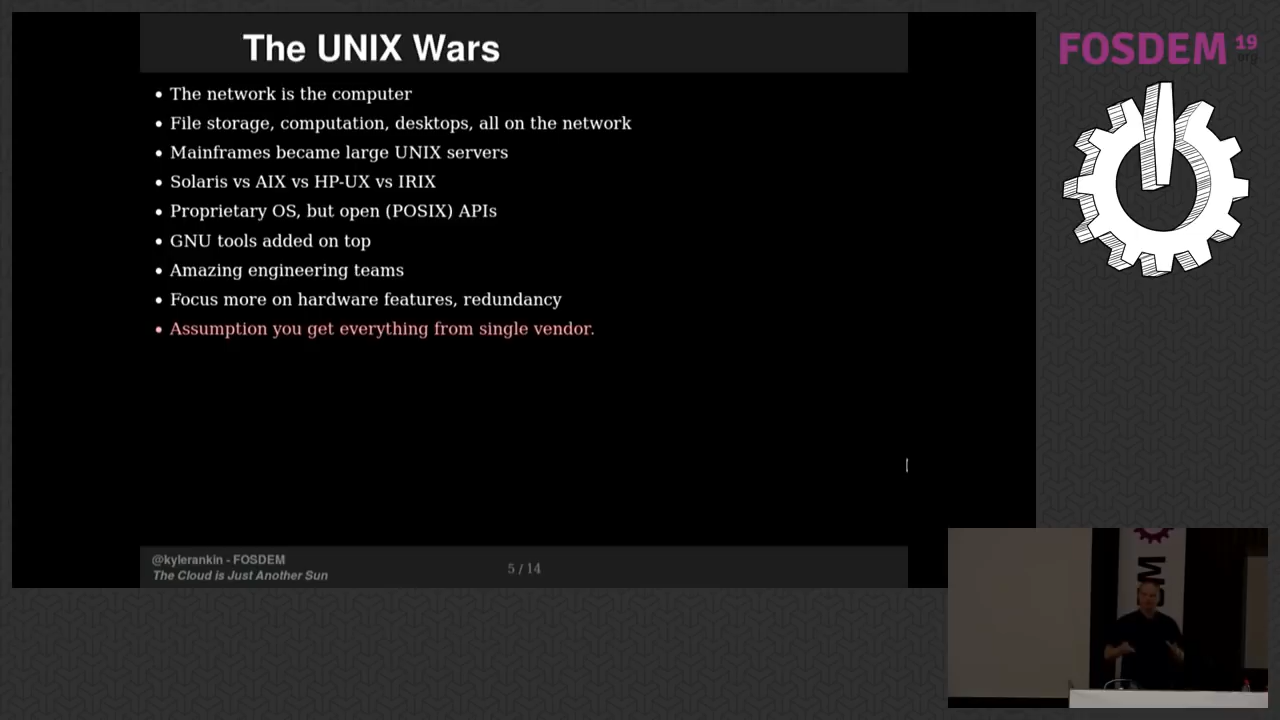 The UNIX Wars
• The network is the computer
• File storage, computation, desktops, all on the network
• Mainframes became large UNIX servers
• Solaris vs AIX vs HP-UX vs IRIX
• Proprietary OS, but open (POSIX) APIs
• GNU tools added on top
• Amazing engineering teams
• Focus more on hardware features, redundancy
• Assumption you get everything from single vendor.
@kylerankin - FOSDEM
The Cloud is Just Another Sun
5 / 14
FOSDEM 19
.org
EM